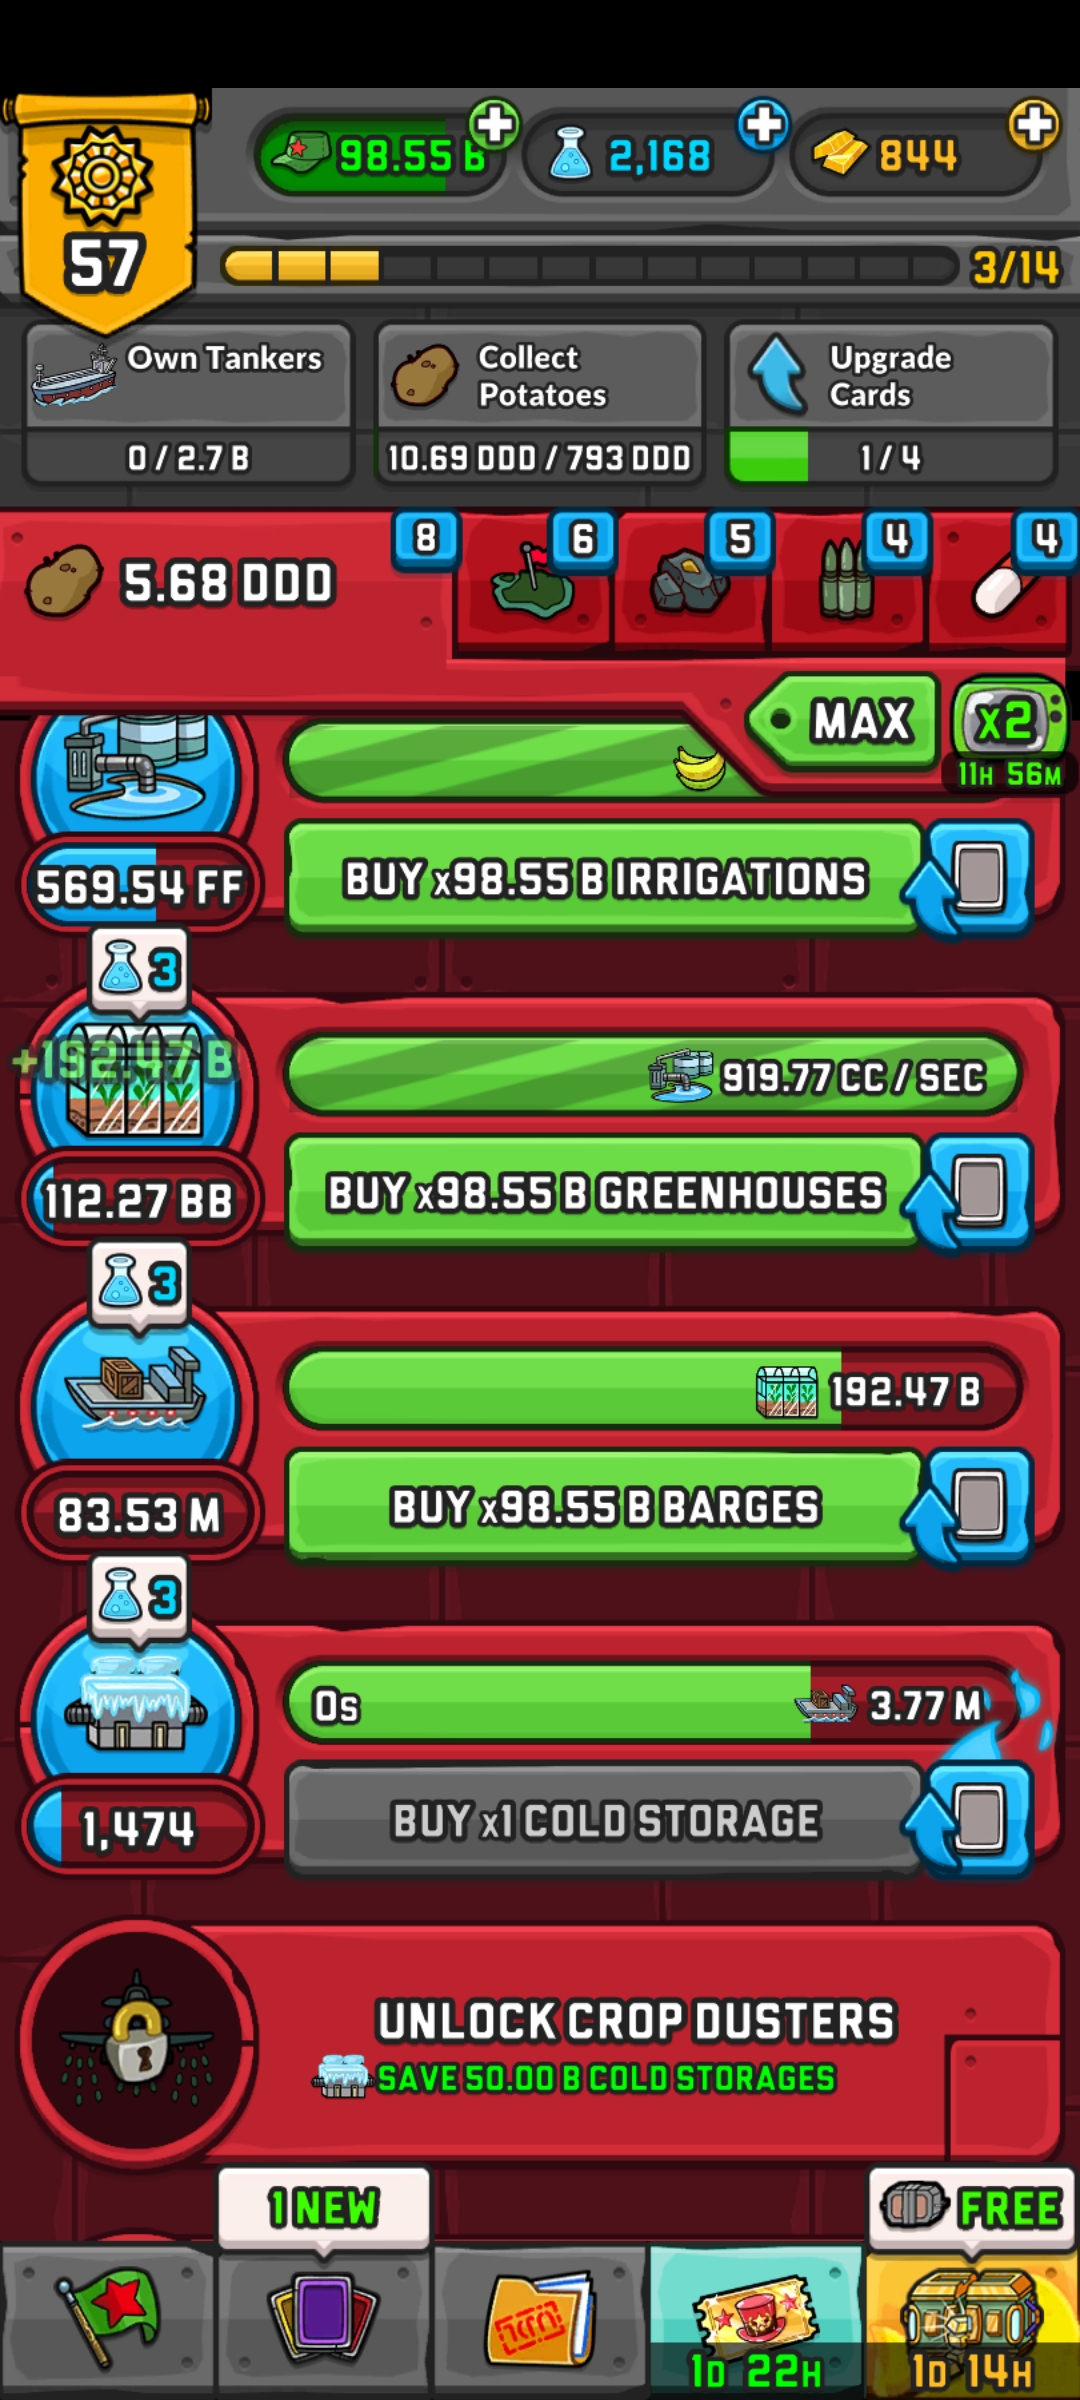 98.55 B
2,168
844
57
3/14
Own Tankers
0 / 2.7 B
Collect
Potatoes
10.69 DDD / 793 DDD
Upgrade
Cards
1 / 4
5.68 DDD
8
6
5
4
4
MAX
x2
11H 56M
569.54 FF
BUY x98.55 B IRRIGATIONS
3
+192.47 B
919.77 CC / SEC
112.27 BB
BUY x98.55 B GREENHOUSES
3
192.47 B
83.53 M
BUY x98.55 B BARGES
3
0s
3.77 M
1,474
BUY x1 COLD STORAGE
UNLOCK CROP DUSTERS
SAVE 50.00 B COLD STORAGES
1 NEW
FREE
1D 22H
1D 14H